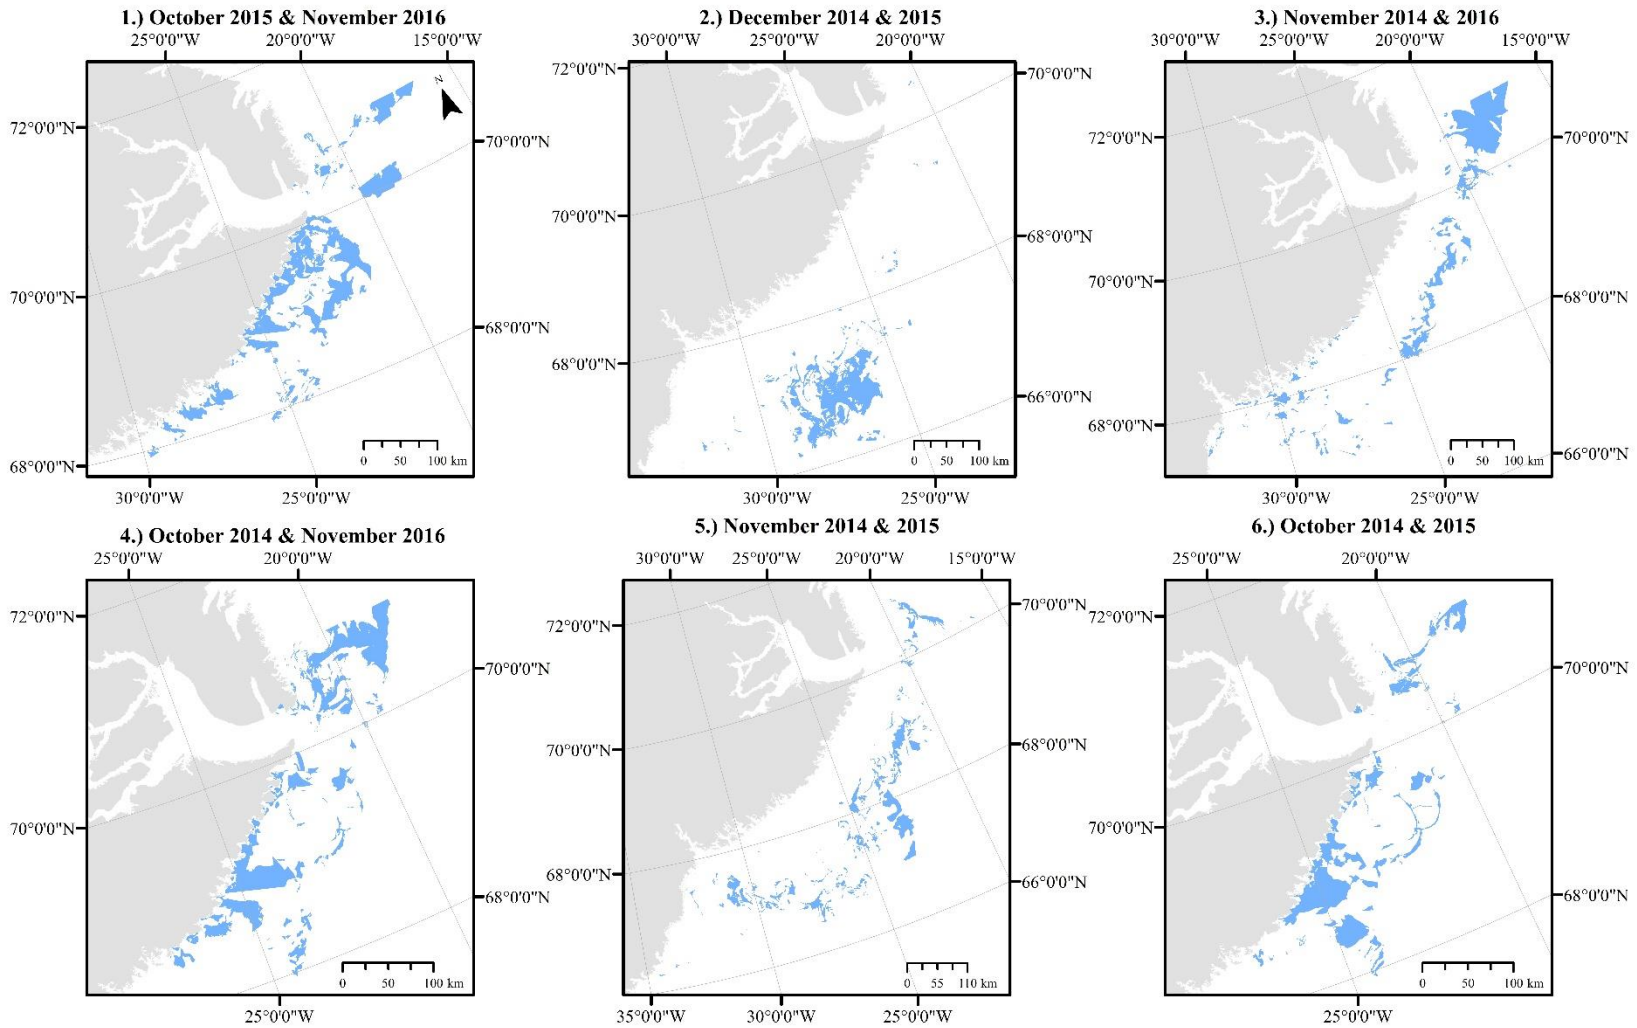 1.) October 2015 & November 2016
25°0'0"W 20°0'0"W 15°0'0"W
N
72°0'0"N
70°0'0"N
70°0'0"N
68°0'0"N
68°0'0"N
0 50 100 km
30°0'0"W 25°0'0"W
2.) December 2014 & 2015
30°0'0"W 25°0'0"W 20°0'0"W
72°0'0"N
70°0'0"N
70°0'0"N
68°0'0"N
68°0'0"N
66°0'0"N
0 50 100 km
30°0'0"W 25°0'0"W
3.) November 2014 & 2016
30°0'0"W 25°0'0"W 20°0'0"W 15°0'0"W
72°0'0"N
70°0'0"N
70°0'0"N
68°0'0"N
68°0'0"N
66°0'0"N
0 50 100 km
30°0'0"W 25°0'0"W
4.) October 2014 & November 2016
25°0'0"W 20°0'0"W
72°0'0"N
70°0'0"N
70°0'0"N
68°0'0"N
0 50 100 km
25°0'0"W
5.) November 2014 & 2015
30°0'0"W 25°0'0"W 20°0'0"W 15°0'0"W
70°0'0"N
72°0'0"N
70°0'0"N
68°0'0"N
68°0'0"N
66°0'0"N
0 55 110 km
35°0'0"W 30°0'0"W 25°0'0"W
6.) October 2014 & 2015
25°0'0"W 20°0'0"W
72°0'0"N
70°0'0"N
70°0'0"N
68°0'0"N
0 50 100 km
25°0'0"W